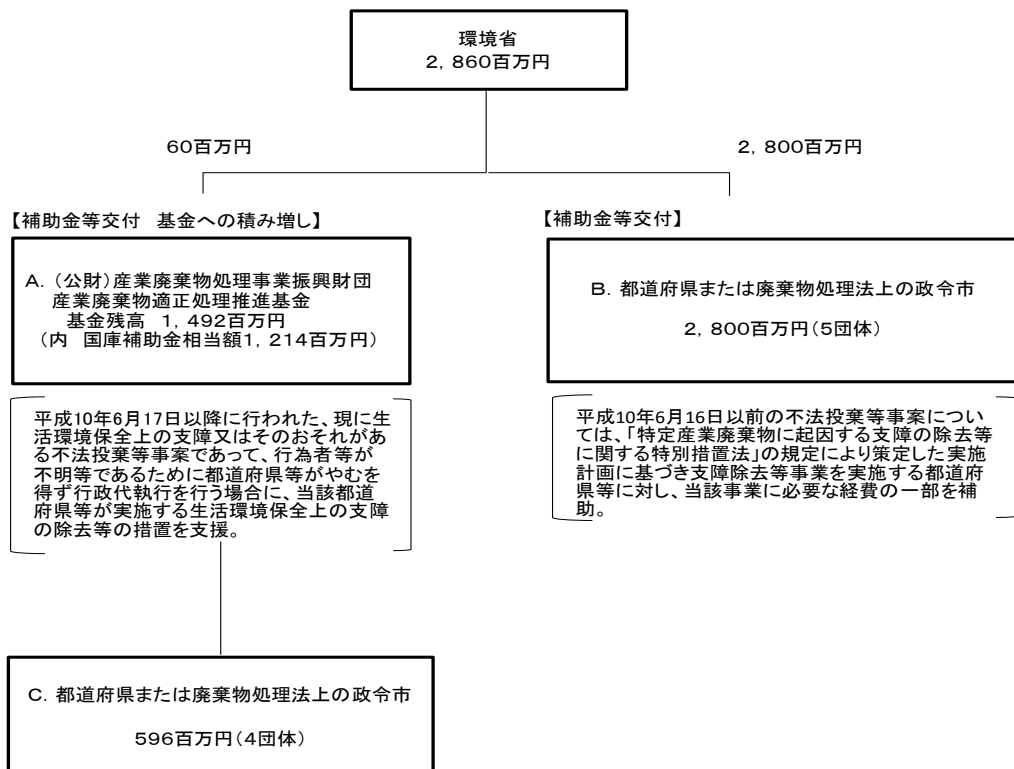 環境省
2，860百万円
60百万円
2，800百万円
【補助金等交付　基金への積み増し】
【補助金等交付】
A．（公財）産業廃棄物処理事業振興財団
産業廃棄物適正処理推進基金
基金残高　1，492百万円
（内　国庫補助金相当額1，214百万円）
B．都道府県または廃棄物処理法上の政令市
2，800百万円（5団体）
平成10年6月17日以降に行われた、現に生
活環境保全上の支障又はそのおそれがあ
る不法投棄等事案であって、行為者等が
不明等であるために都道府県等がやむを
得ず行政代執行を行う場合に、当該都道
府県等が実施する生活環境保全上の支障
の除去等の措置を支援。
平成10年6月16日以前の不法投棄等事案につい
ては、「特定産業廃棄物に起因する支障の除去等
に関する特別措置法」の規定により策定した実施
計画に基づき支障除去等事業を実施する都道府
県等に対し、当該事業に必要な経費の一部を補
助。
C．都道府県または廃棄物処理法上の政令市
596百万円（4団体）